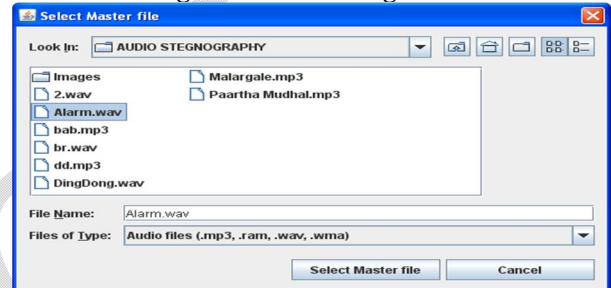 Select Master file
Look In: AUDIO STEGNOGRAPHY
Images
2.wav
Alarm.wav
bab.mp3
br.wav
dd.mp3
DingDong.wav
Malargale.mp3
Paartha Mudhal.mp3
File Name: Alarm.wav
Files of Type: Audio files (.mp3, .ram, .wav, .wma)
Select Master file Cancel